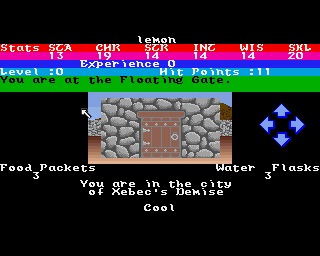 lemon
Stats STA CHR STR INT WIS SKL
13 19 14 14 14 20
Experience 0
Level :0 Hit Points :11
You are at the Floating Gate.
Food Packets Water Flasks
3 3
You are in the city
of Xebec's Demise
Cool